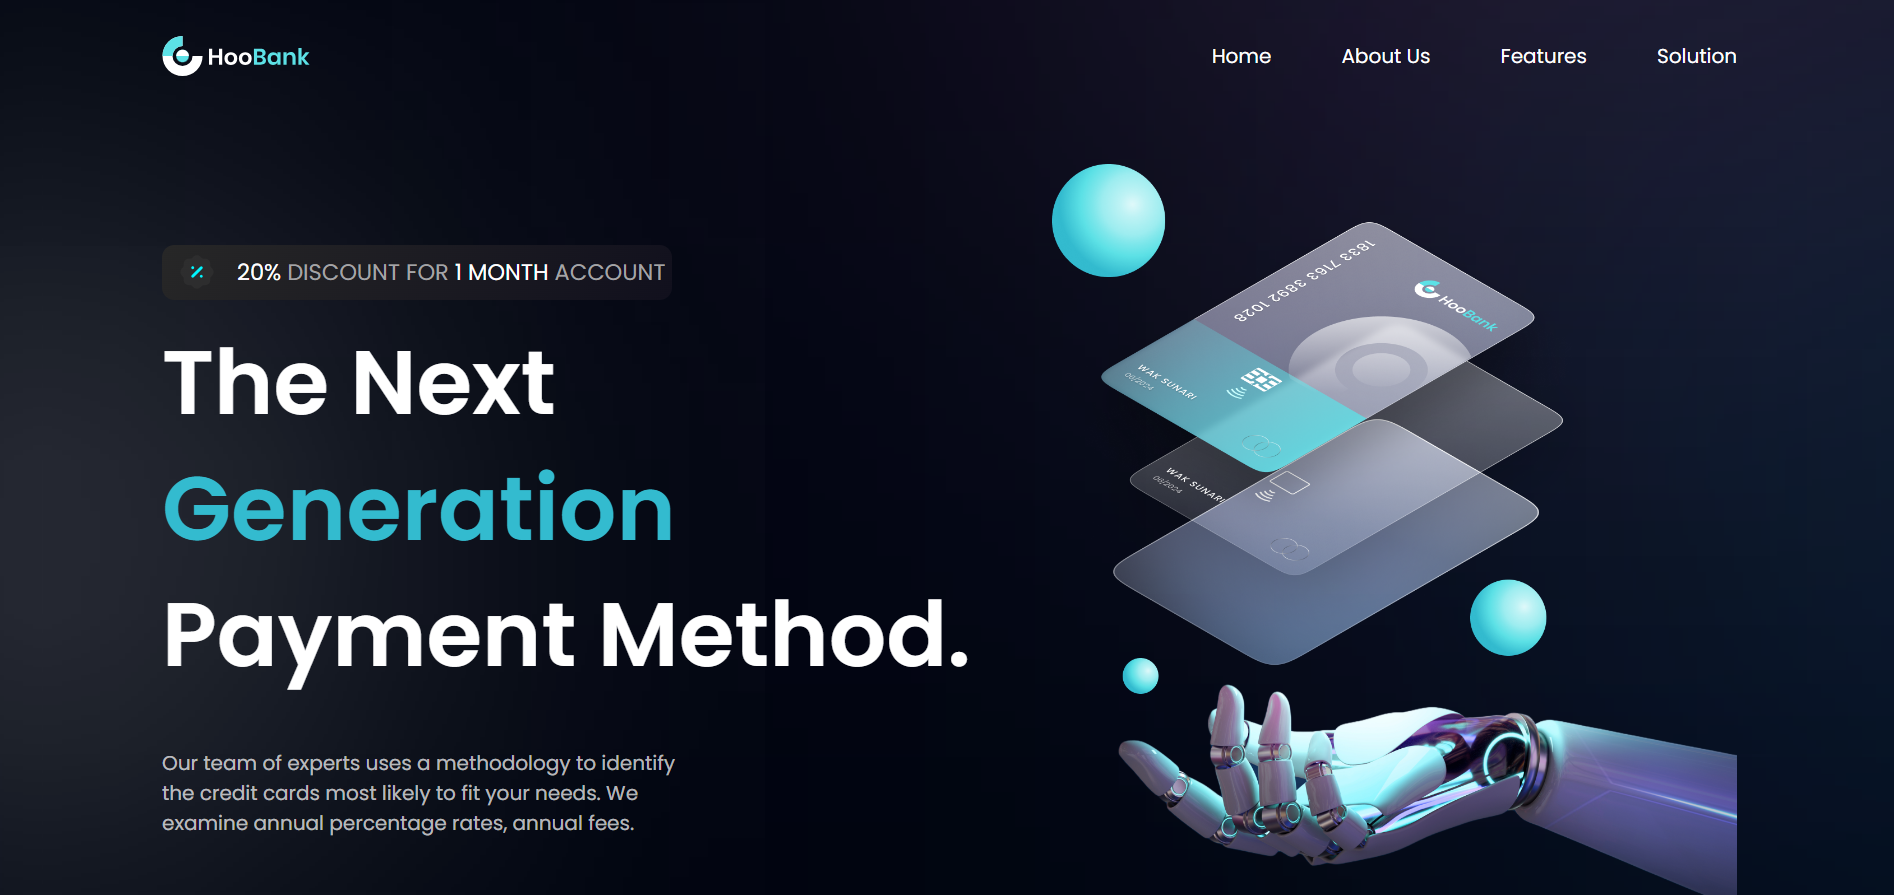 HooBank
Home
About Us
Features
Solution
20% DISCOUNT FOR 1 MONTH ACCOUNT
The Next
Generation
Payment Method.
Our team of experts uses a methodology to identify
the credit cards most likely to fit your needs. We
examine annual percentage rates, annual fees.
1833 7163 3892 1028
HooBank
WAK SUNARI
08/2024
WAK SUNARI
08/2024